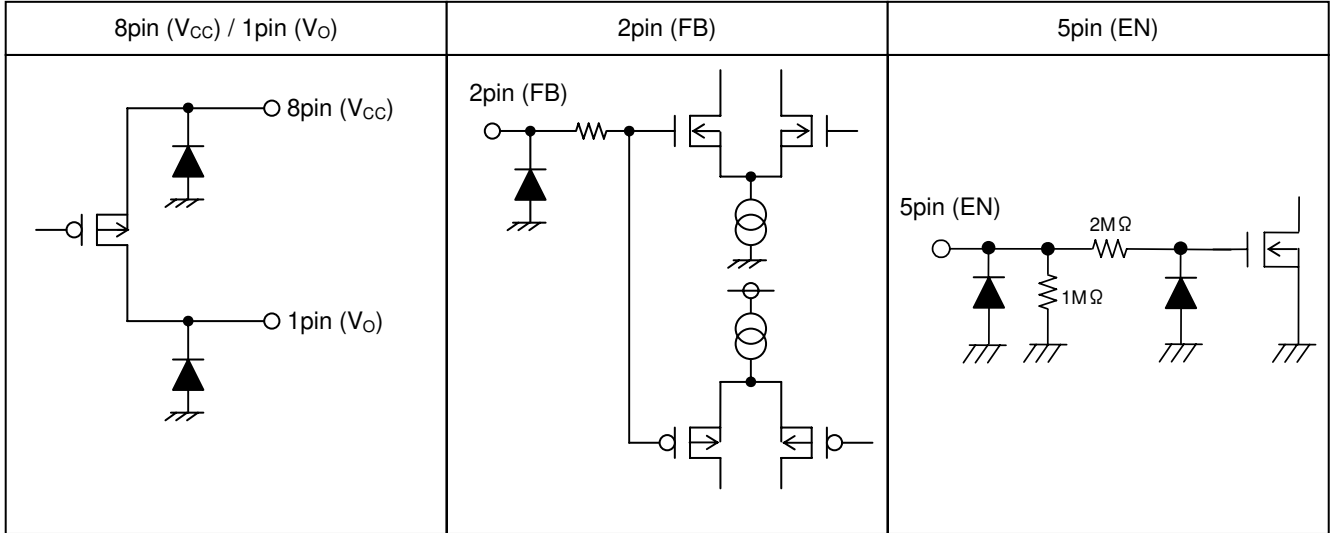 8pin (VCC) / 1pin (VO)
2pin (FB)
5pin (EN)
8pin (VCC)
1pin (VO)
2pin (FB)
5pin (EN)
2MΩ
1MΩ